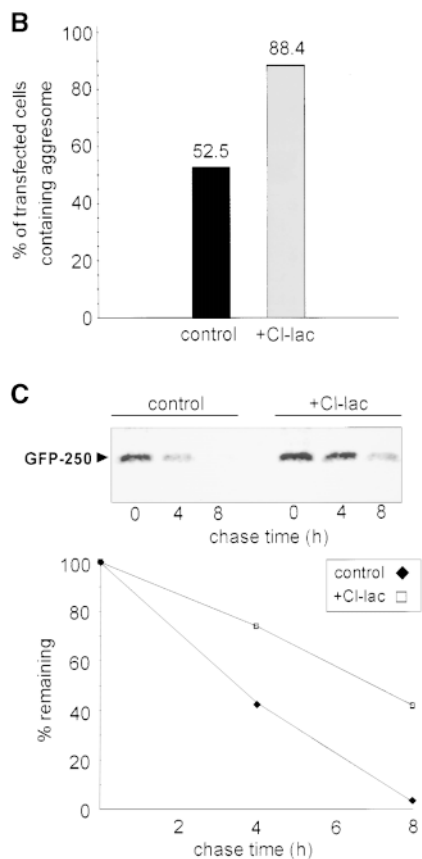 B
% of transfected cells
containing aggresome
100
80
60
40
20
0
52.5
88.4
control
+Cl-lac
C
control
+Cl-lac
GFP-250
0 4 8 0 4 8
chase time (h)
% remaining
100
80
60
40
20
0
control
+Cl-lac
2 4 6 8
chase time (h)